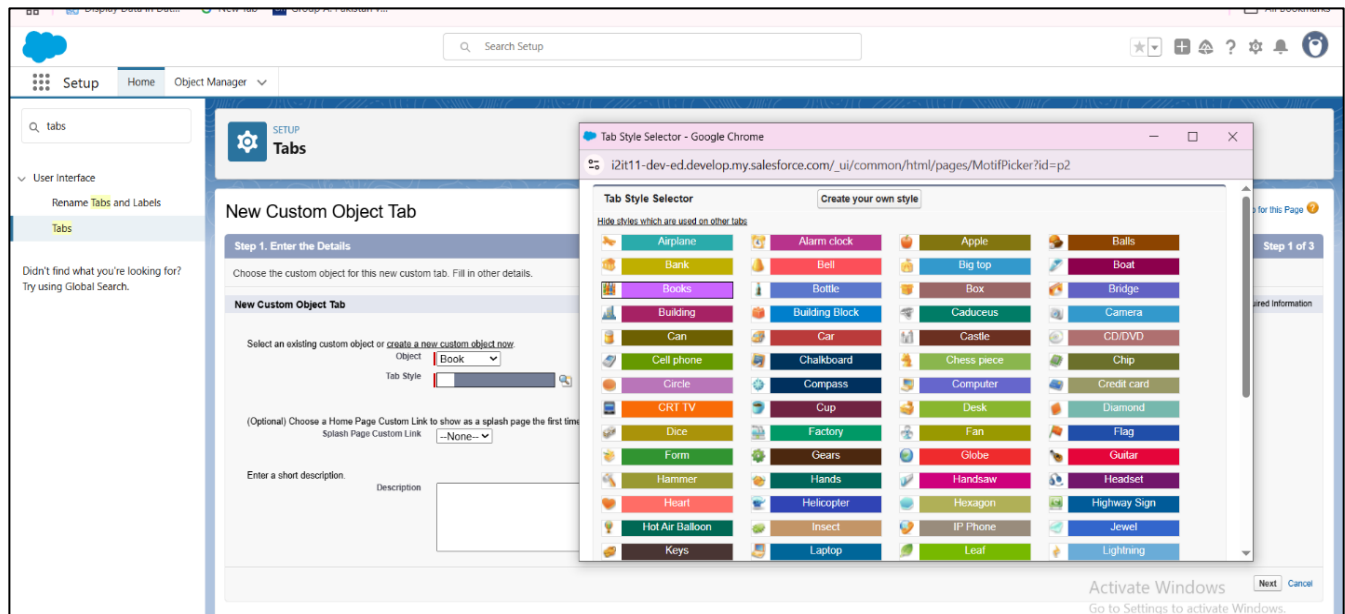 New Tab
Search Setup
Setup
Home
Object Manager
tabs
User Interface
Rename Tabs and Labels
Tabs
Didn't find what you're looking for?
Try using Global Search.
SETUP
Tabs
New Custom Object Tab
for this Page
Step 1. Enter the Details
Step 1 of 3
Choose the custom object for this new custom tab. Fill in other details.
New Custom Object Tab
Information
Select an existing custom object or create a new custom object now.
Object Book
Tab Style
(Optional) Choose a Home Page Custom Link to show as a splash page the first time
Splash Page Custom Link --None--
Enter a short description.
Description
Next Cancel
Tab Style Selector - Google Chrome
i2it11-dev-ed.develop.my.salesforce.com/_ui/common/html/pages/MotifPicker?id=p2
Tab Style Selector Create your own style
Hide styles which are used on other tabs
Airplane Alarm clock Apple Balls
Bank Bell Big top Boat
Books Bottle Box Bridge
Building Building Block Caduceus Camera
Can Car Castle CD/DVD
Cell phone Chalkboard Chess piece Chip
Circle Compass Computer Credit card
CRT TV Cup Desk Diamond
Dice Factory Fan Flag
Form Gears Globe Guitar
Hammer Hands Handsaw Headset
Heart Helicopter Hexagon Highway Sign
Hot Air Balloon Insect IP Phone Jewel
Keys Laptop Leaf Lightning
Activate Windows
Go to Settings to activate Windows.